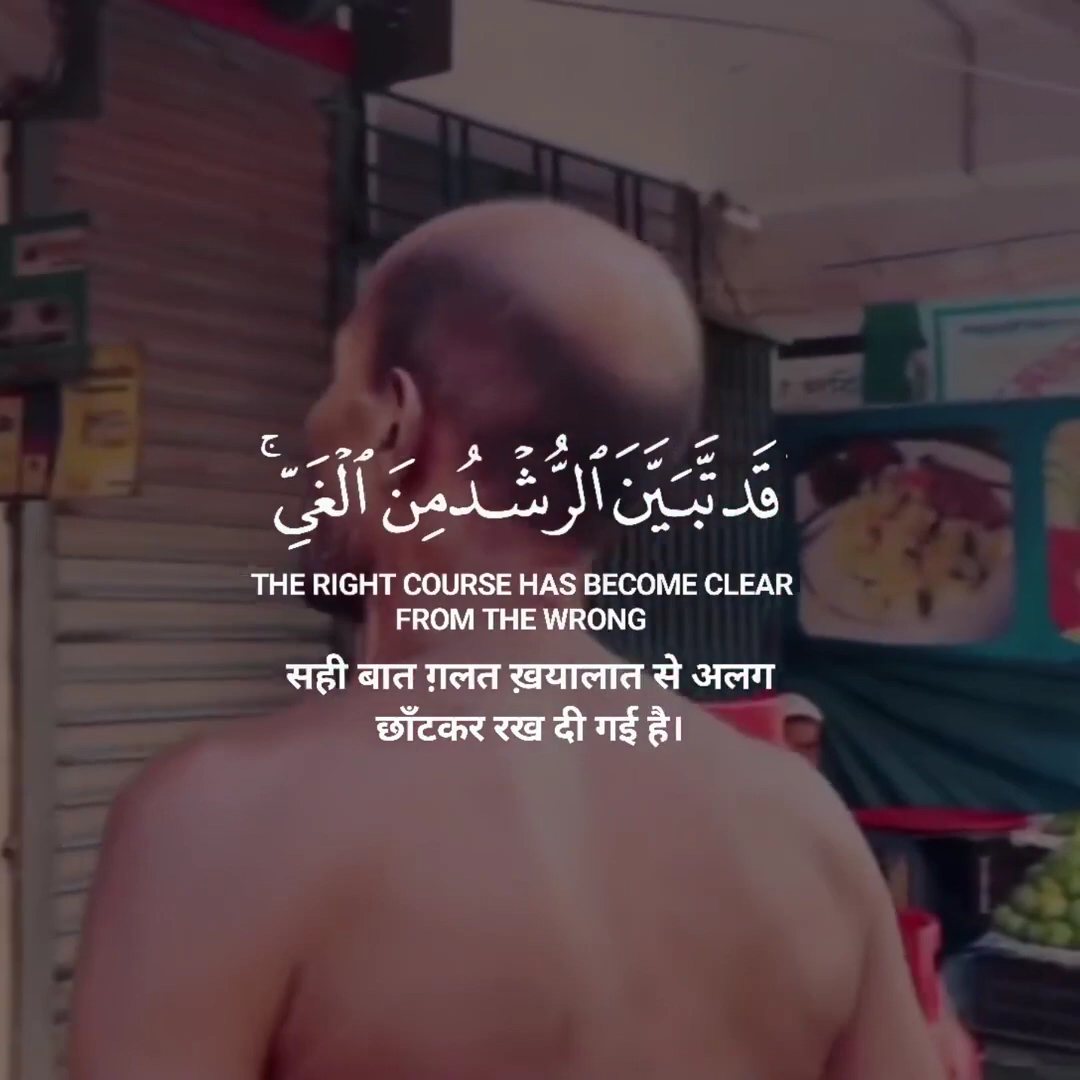 قَد تَّبَيَّنَ ٱلرُّشۡدُ مِنَ ٱلۡغَيِّۚ
THE RIGHT COURSE HAS BECOME CLEAR
FROM THE WRONG
सही बात ग़लत ख़यालात से अलग
छाँटकर रख दी गई है।